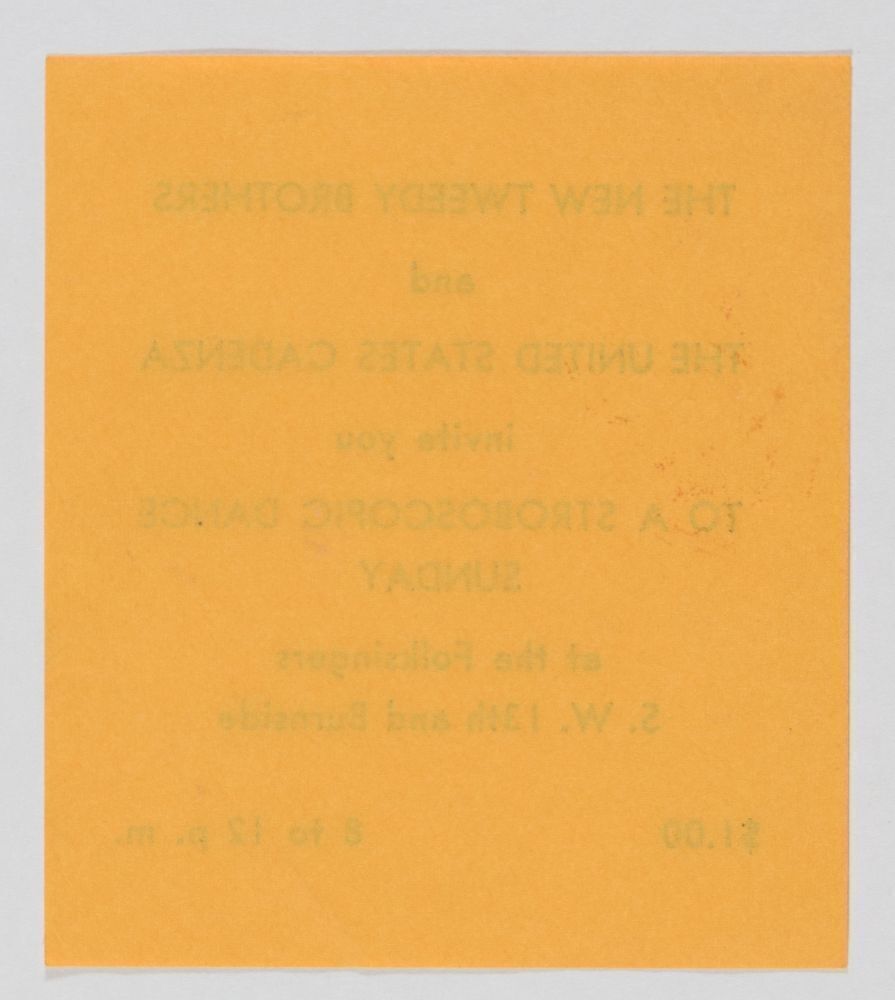 THE NEW TWEEDY BROTHERS
and
THE UNITED STATES CADENZA
invite you
TO A STROBOSCOPIC DANCE
SUNDAY
at the Folksingers
S. W. 13th and Burnside
$1.00 8 to 12 p. m.